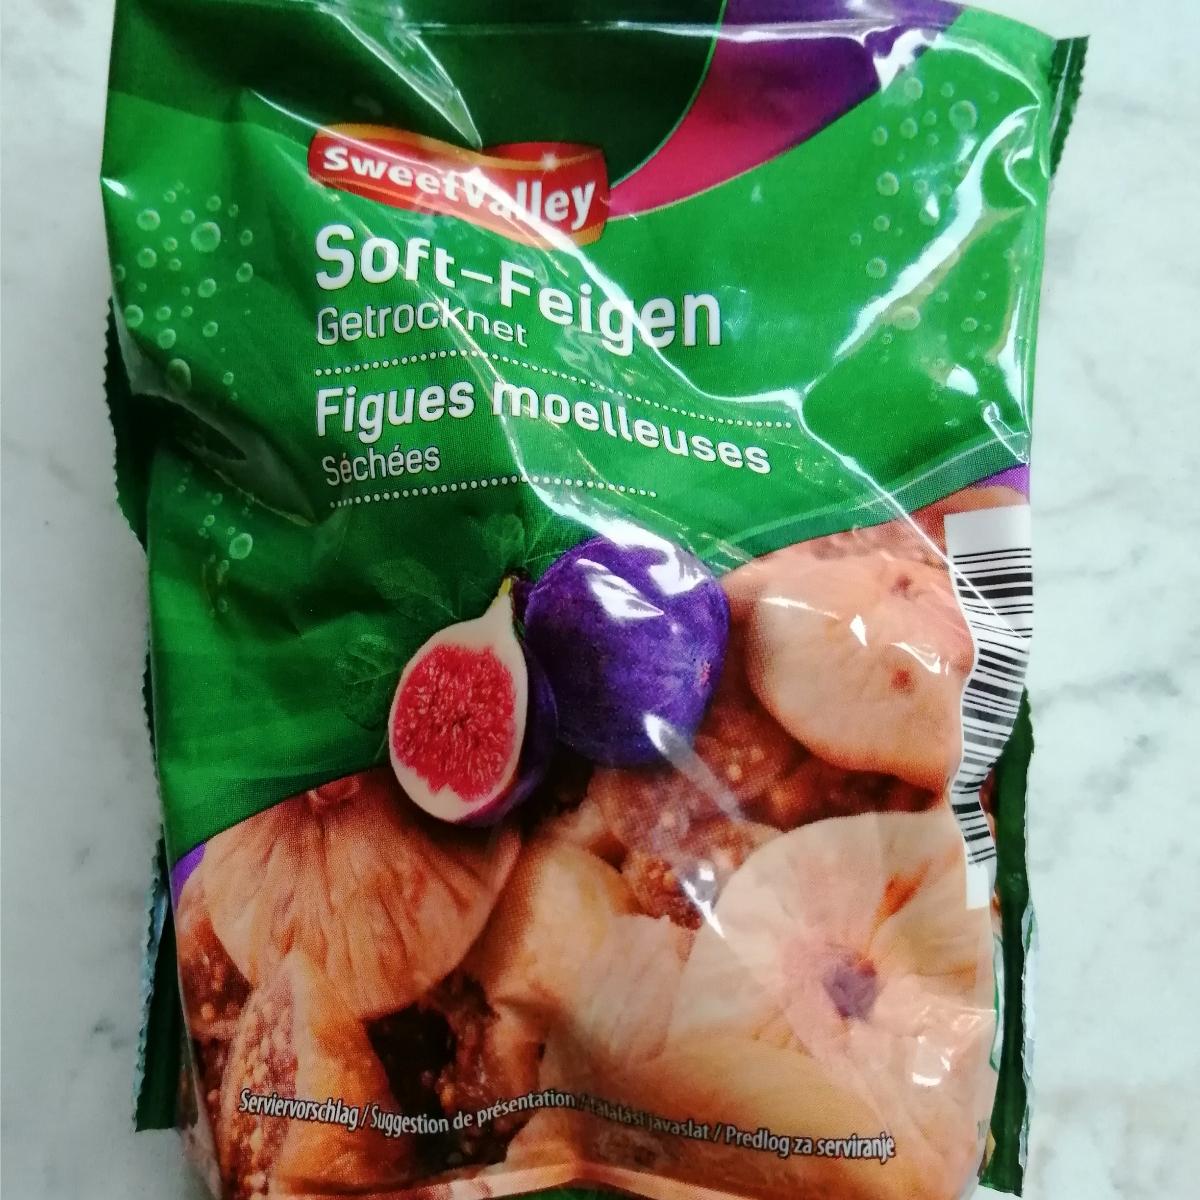 SweetValley
Soft-Feigen
Getrocknet
Figues moelleuses
Séchées
Serviervorschlag / Suggestion de présentation / Tálalási javaslat / Predlog za serviranje